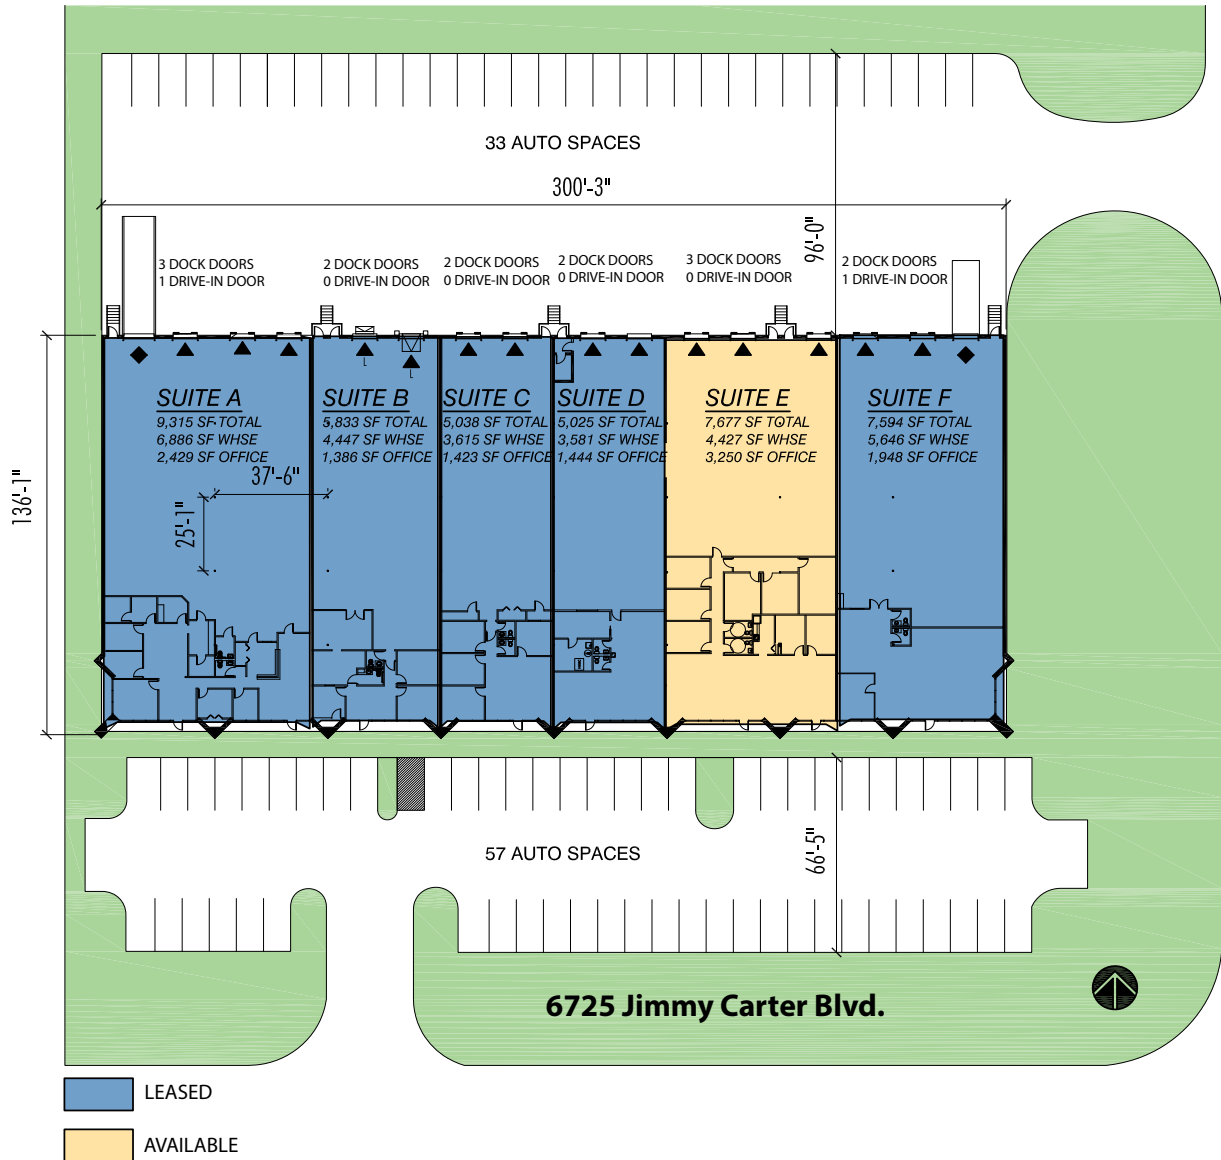 33 AUTO SPACES
300'-3"
96'-0"
3 DOCK DOORS
1 DRIVE-IN DOOR
2 DOCK DOORS
0 DRIVE-IN DOOR
2 DOCK DOORS
0 DRIVE-IN DOOR
2 DOCK DOORS
0 DRIVE-IN DOOR
3 DOCK DOORS
0 DRIVE-IN DOOR
2 DOCK DOORS
1 DRIVE-IN DOOR
136'-1"
SUITE A
9,315 SF TOTAL
6,886 SF WHSE
2,429 SF OFFICE
SUITE B
5,833 SF TOTAL
4,447 SF WHSE
1,386 SF OFFICE
SUITE C
5,038 SF TOTAL
3,615 SF WHSE
1,423 SF OFFICE
SUITE D
5,025 SF TOTAL
3,581 SF WHSE
1,444 SF OFFICE
SUITE E
7,677 SF TOTAL
4,427 SF WHSE
3,250 SF OFFICE
SUITE F
7,594 SF TOTAL
5,646 SF WHSE
1,948 SF OFFICE
37'-6"
25'-1"
57 AUTO SPACES
66'-5"
6725 Jimmy Carter Blvd.
LEASED
AVAILABLE